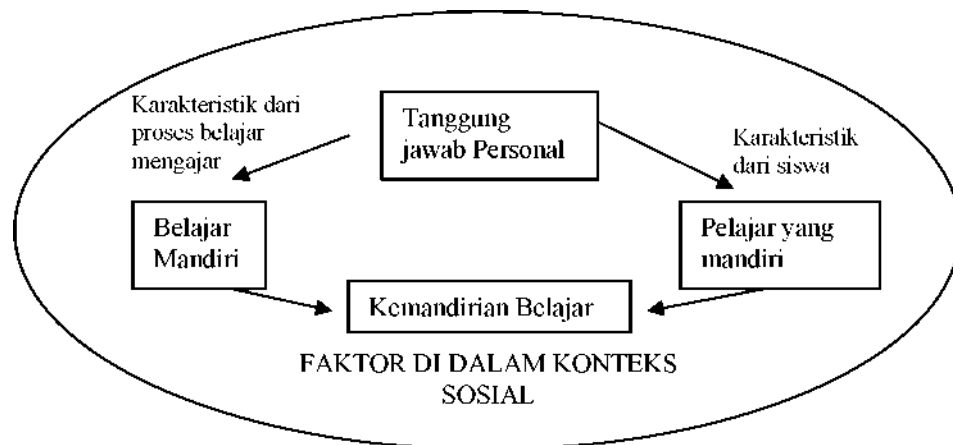 Karakteristik dari
proses belajar
mengajar
Tanggung
jawab Personal
Karakteristik
dari siswa
Belajar
Mandiri
Pelajar yang
mandiri
Kemandirian Belajar
FAKTOR DI DALAM KONTEKS
SOSIAL